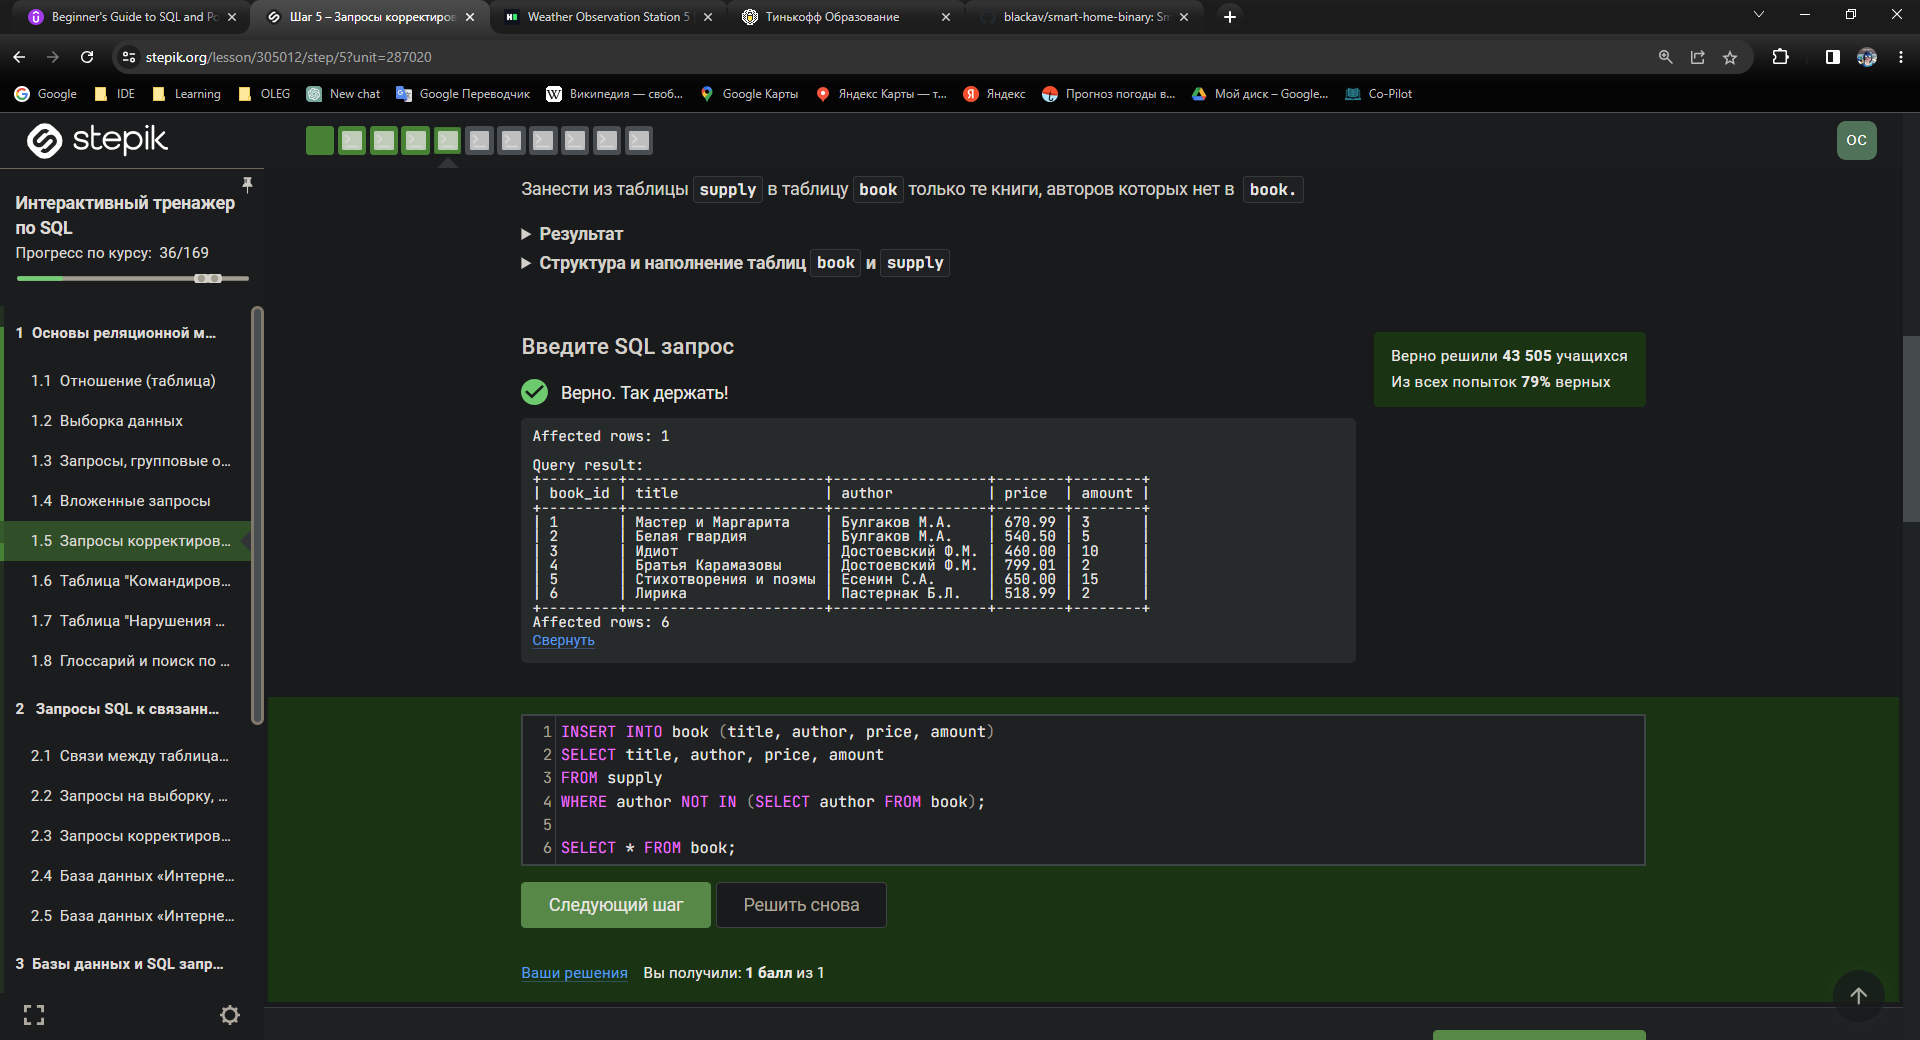 Beginner's Guide to SQL and Po
Шаг 5 – Запросы корректиров
Weather Observation Station 5
Тинькофф Образование
blackav/smart-home-binary: Sm
stepik.org/lesson/305012/step/5?unit=287020
Google
IDE
Learning
OLEG
New chat
Google Переводчик
Википедия — своб...
Google Карты
Яндекс Карты — т...
Яндекс
Прогноз погоды в...
Мой диск – Google...
Co-Pilot
stepik
OC
Интерактивный тренажер
по SQL
Прогресс по курсу: 36/169
1 Основы реляционной м...
1.1 Отношение (таблица)
1.2 Выборка данных
1.3 Запросы, групповые о...
1.4 Вложенные запросы
1.5 Запросы корректиров...
1.6 Таблица "Командиров...
1.7 Таблица "Нарушения ...
1.8 Глоссарий и поиск по ...
2 Запросы SQL к связанн...
2.1 Связи между таблица...
2.2 Запросы на выборку, ...
2.3 Запросы корректиров...
2.4 База данных «Интерне...
2.5 База данных «Интерне...
3 Базы данных и SQL запр...
Занести из таблицы supply в таблицу book только те книги, авторов которых нет в book.
Результат
Структура и наполнение таблиц book и supply
Введите SQL запрос
Верно. Так держать!
Верно решили 43 505 учащихся
Из всех попыток 79% верных
Affected rows: 1
Query result:
+---------+----------------------+-----------------+--------+--------+
| book_id | title | author | price | amount |
+---------+----------------------+-----------------+--------+--------+
| 1 | Мастер и Маргарита | Булгаков М.А. | 670.99 | 3 |
| 2 | Белая гвардия | Булгаков М.А. | 540.50 | 5 |
| 3 | Идиот | Достоевский Ф.М. | 460.00 | 10 |
| 4 | Братья Карамазовы | Достоевский Ф.М. | 799.01 | 2 |
| 5 | Стихотворения и поэмы | Есенин С.А. | 650.00 | 15 |
| 6 | Лирика | Пастернак Б.Л. | 518.99 | 2 |
+---------+----------------------+-----------------+--------+--------+
Affected rows: 6
Свернуть
1 INSERT INTO book (title, author, price, amount)
2 SELECT title, author, price, amount
3 FROM supply
4 WHERE author NOT IN (SELECT author FROM book);
5
6 SELECT * FROM book;
Следующий шаг
Решить снова
Ваши решения Вы получили: 1 балл из 1